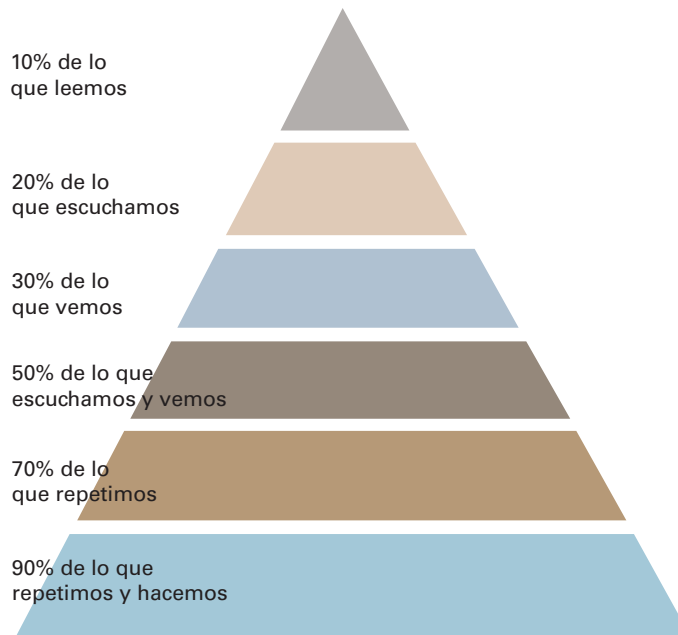 10% de lo
que leemos
20% de lo
que escuchamos
30% de lo
que vemos
50% de lo que
escuchamos y vemos
70% de lo
que repetimos
90% de lo que
repetimos y hacemos